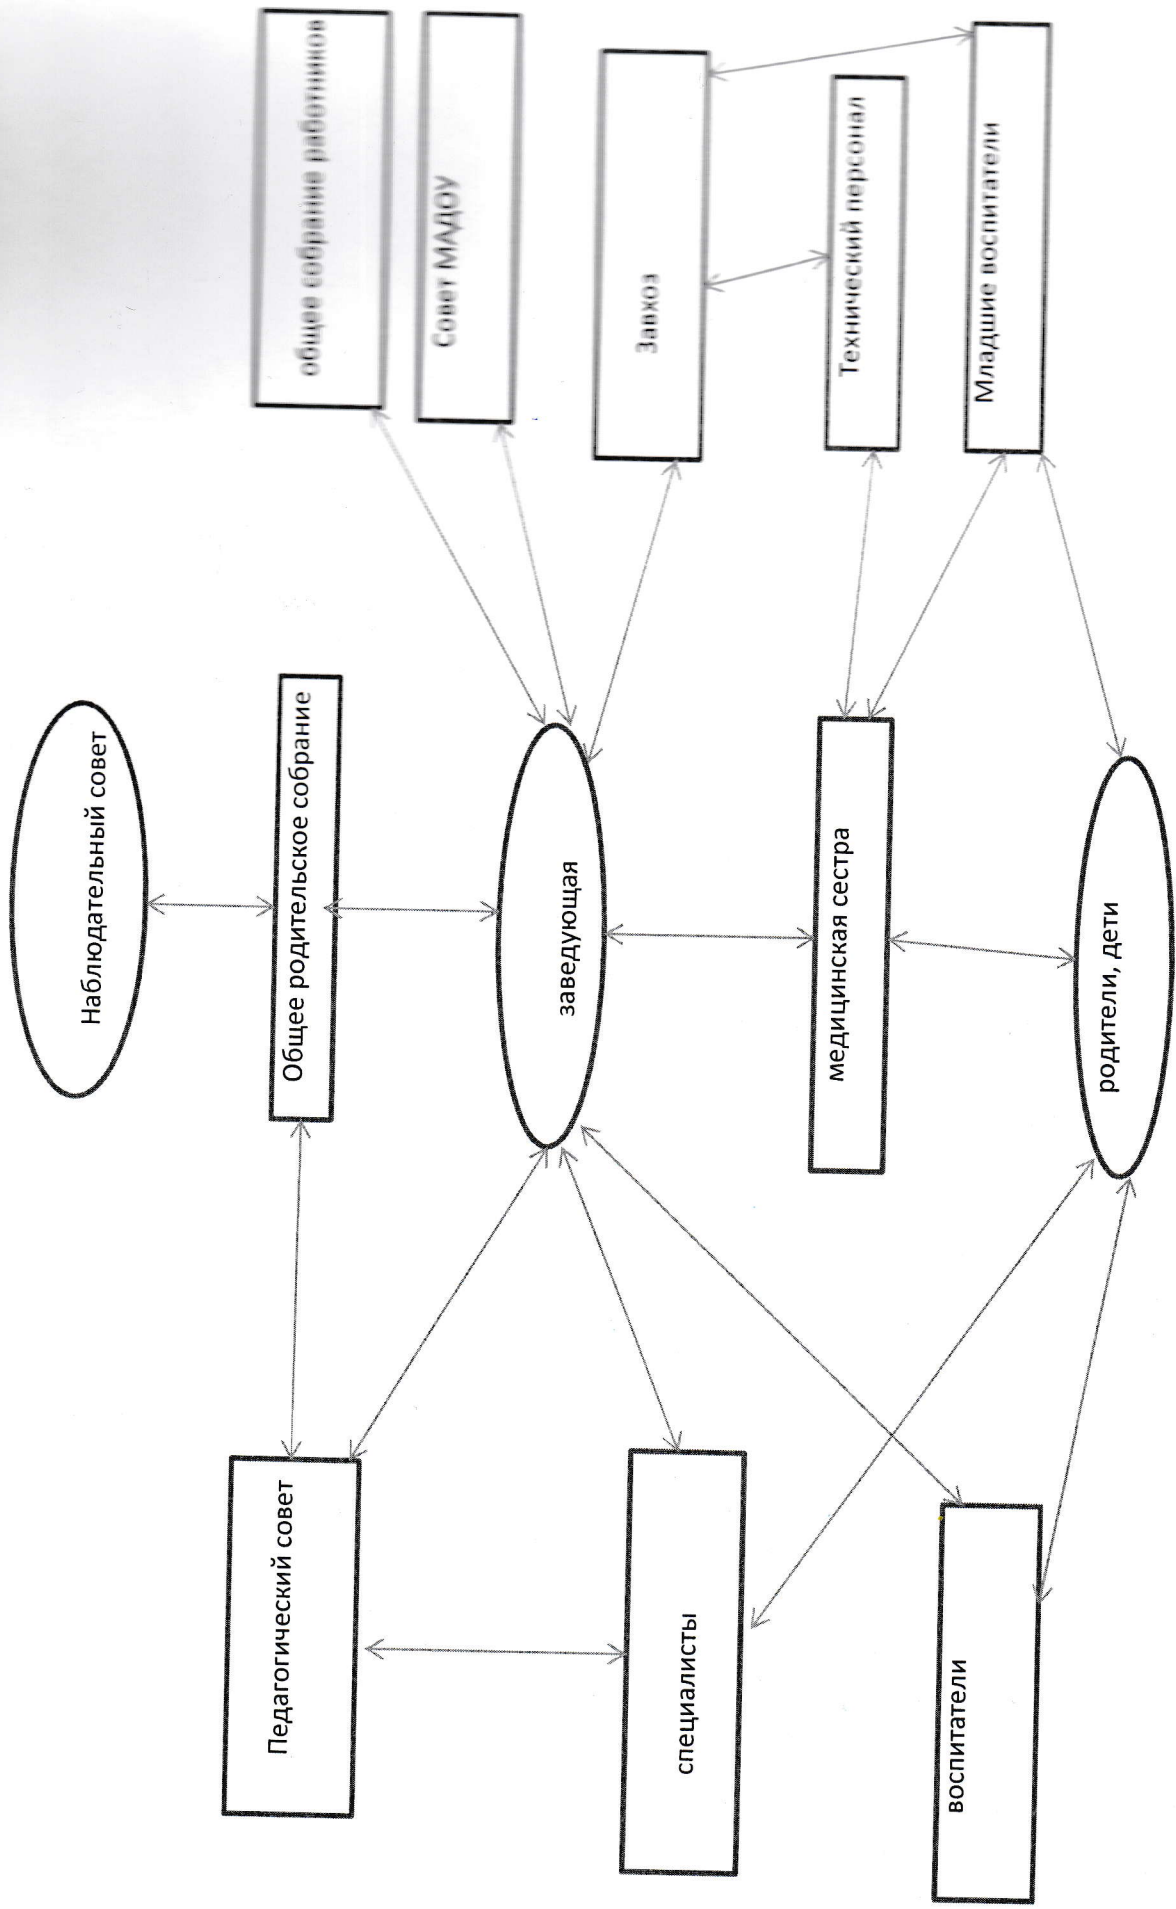 Наблюдательный совет
Педагогический совет
Общее родительское собрание
общее собрание работников
Совет МАДОУ
специалисты
заведующая
Завхоз
воспитатели
медицинская сестра
Технический персонал
Младшие воспитатели
родители, дети